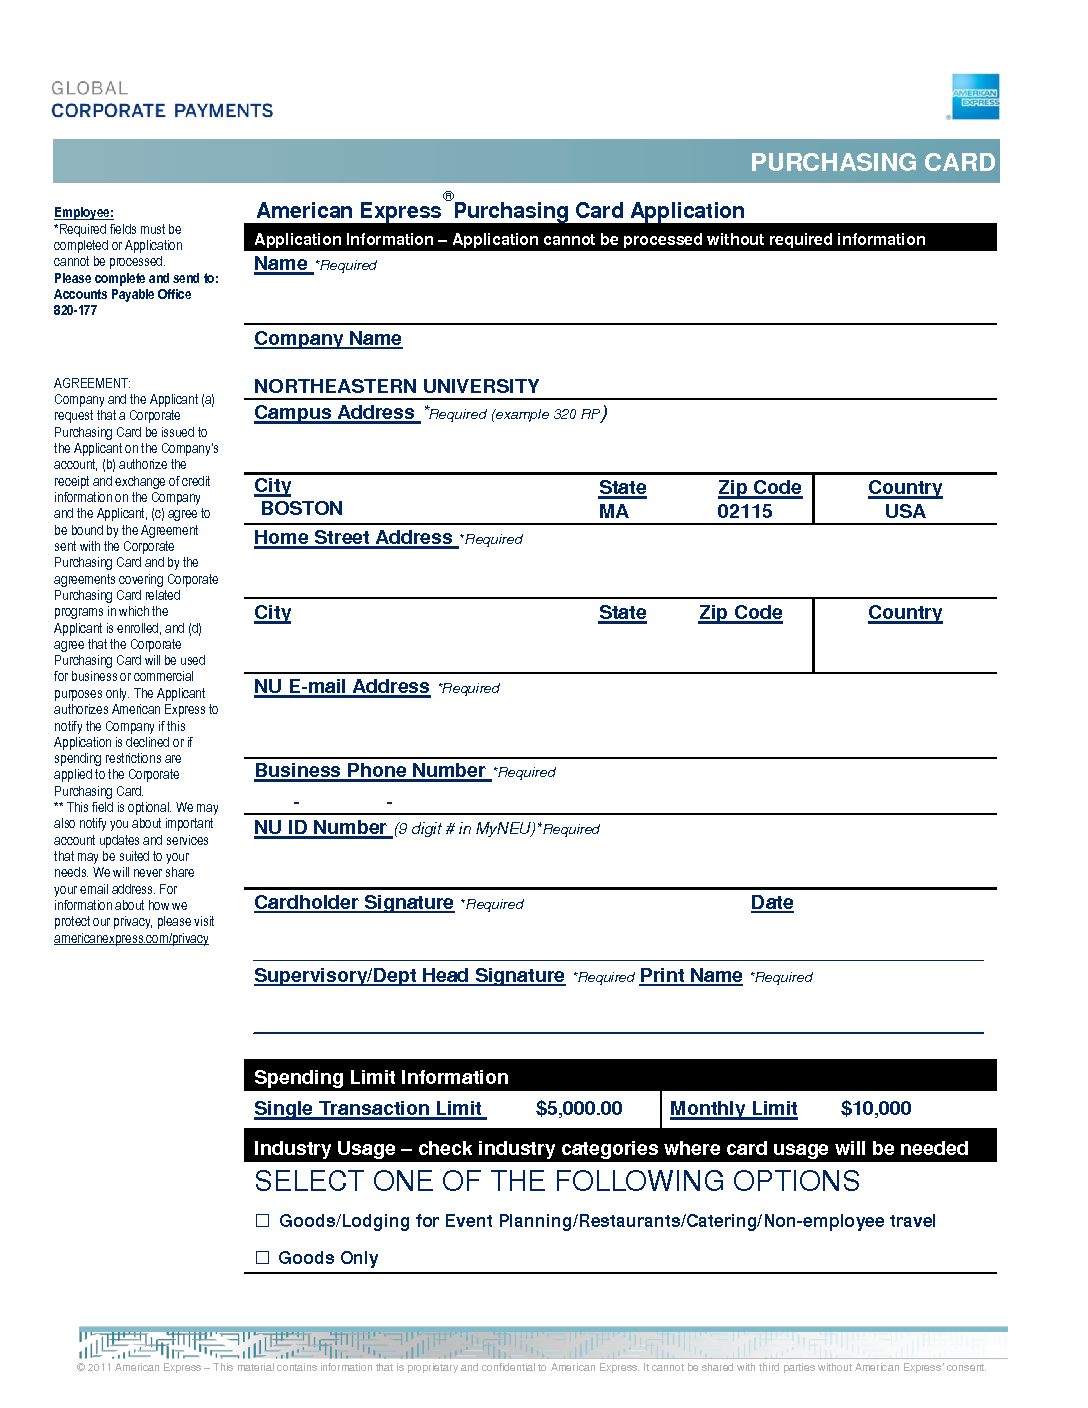 GLOBAL
CORPORATE PAYMENTS
AMERICAN
EXPRESS
®
PURCHASING CARD
Employee:
*Required fields must be
completed or Application
cannot be processed.
Please complete and send to:
Accounts Payable Office
820-177
AGREEMENT:
Company and the Applicant (a)
request that a Corporate
Purchasing Card be issued to
the Applicant on the Company's
account, (b) authorize the
receipt and exchange of credit
information on the Company
and the Applicant, (c) agree to
be bound by the Agreement
sent with the Corporate
Purchasing Card and by the
agreements covering Corporate
Purchasing Card related
programs in which the
Applicant is enrolled, and (d)
agree that the Corporate
Purchasing Card will be used
for business or commercial
purposes only. The Applicant
authorizes American Express to
notify the Company if this
Application is declined or if
spending restrictions are
applied to the Corporate
Purchasing Card.
** This field is optional. We may
also notify you about important
account updates and services
that may be suited to your
needs. We will never share
your email address. For
information about how we
protect our privacy, please visit
americanexpress.com/privacy
American Express® Purchasing Card Application
Application Information – Application cannot be processed without required information
Name *Required
Company Name
NORTHEASTERN UNIVERSITY
Campus Address *Required (example 320 RP)
City State Zip Code Country
BOSTON MA 02115 USA
Home Street Address *Required
City State Zip Code Country
NU E-mail Address *Required
Business Phone Number *Required
- -
NU ID Number (9 digit # in MyNEU)*Required
Cardholder Signature *Required Date
Supervisory/Dept Head Signature *Required Print Name *Required
Spending Limit Information
Single Transaction Limit $5,000.00 Monthly Limit $10,000
Industry Usage – check industry categories where card usage will be needed
SELECT ONE OF THE FOLLOWING OPTIONS
☐ Goods/Lodging for Event Planning/Restaurants/Catering/Non-employee travel
☐ Goods Only
© 2011 American Express – This material contains information that is proprietary and confidential to American Express. It cannot be shared with third parties without American Express' consent.